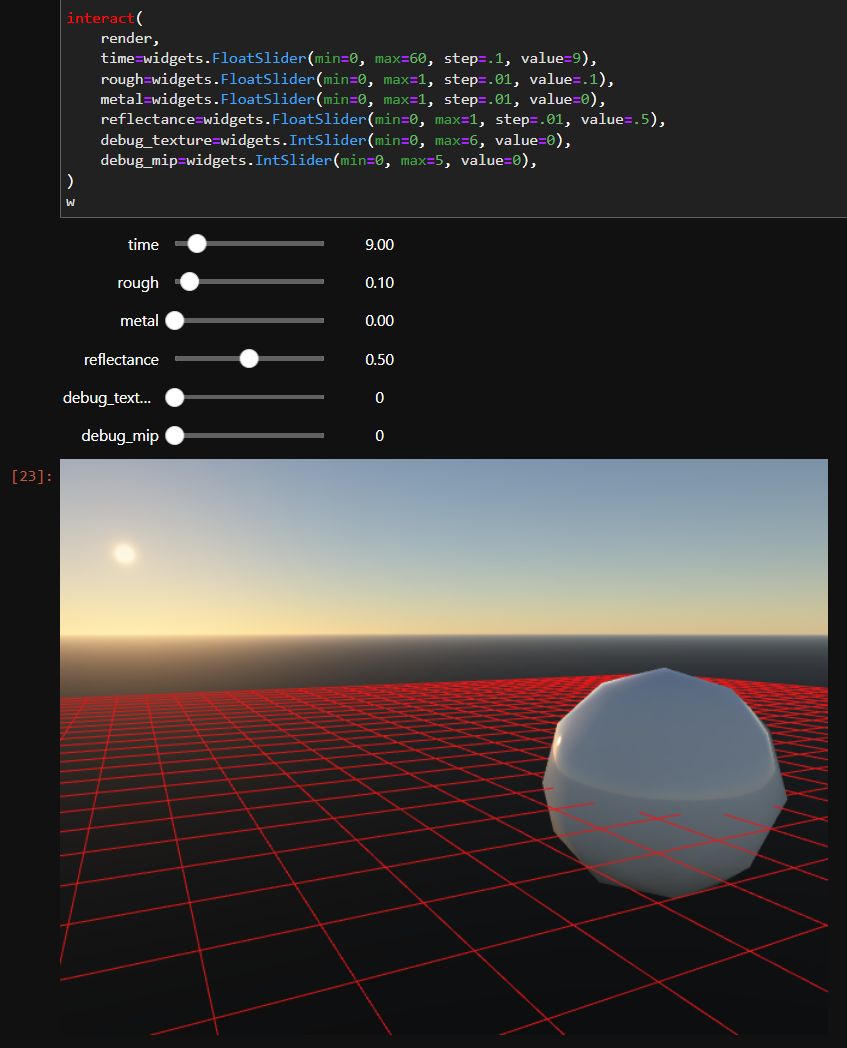 interact(
    render,
    time=widgets.FloatSlider(min=0, max=60, step=.1, value=9),
    rough=widgets.FloatSlider(min=0, max=1, step=.01, value=.1),
    metal=widgets.FloatSlider(min=0, max=1, step=.01, value=0),
    reflectance=widgets.FloatSlider(min=0, max=1, step=.01, value=.5),
    debug_texture=widgets.IntSlider(min=0, max=6, value=0),
    debug_mip=widgets.IntSlider(min=0, max=5, value=0),
)
w
time 9.00
rough 0.10
metal 0.00
reflectance 0.50
debug_text... 0
debug_mip 0
[23]: